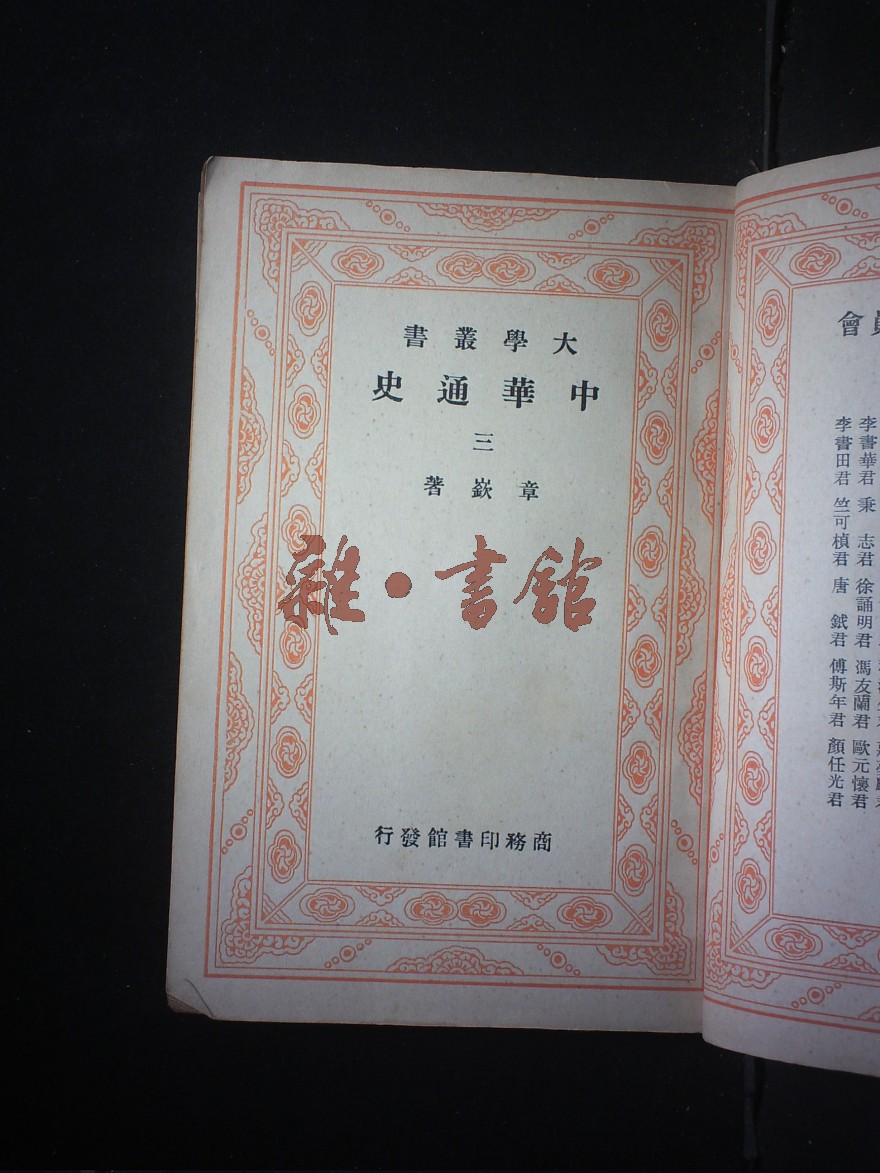 大學叢書
中華通史
三
章嶔著
雜·書館
商務印書館發行
會
李書華君 秉志君 徐誦明君 馮友蘭君 歐元懷君
李書田君 竺可楨君 唐鉞君 傅斯年君 顏任光君